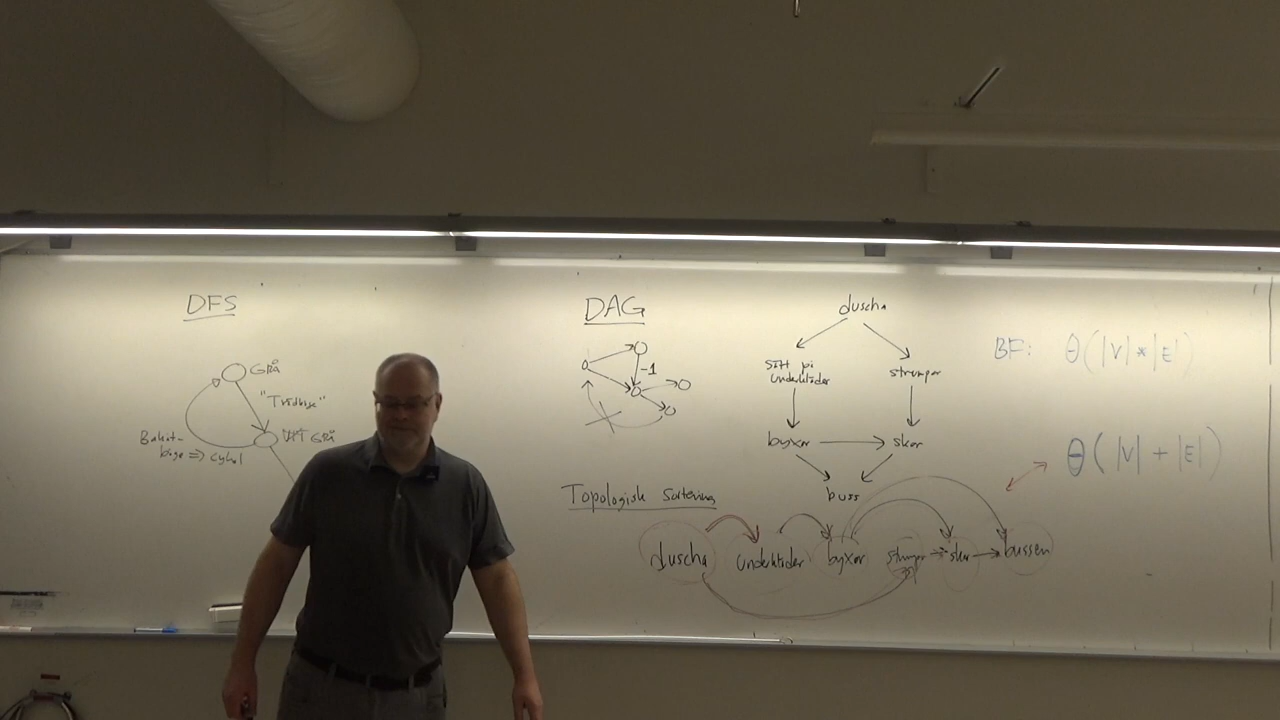 DFS
GRÅ
"Trädbåge"
GRÅ
Bakåt-
båge ⇒ cykel
DAG
-1
duscha
sätt på
underkläder
strumpor
byxor
skor
buss
Topologisk Sortering
duscha underkläder byxor strumpor skor bussen
BF: Θ(|V| * |E|)
Θ(|V| + |E|)